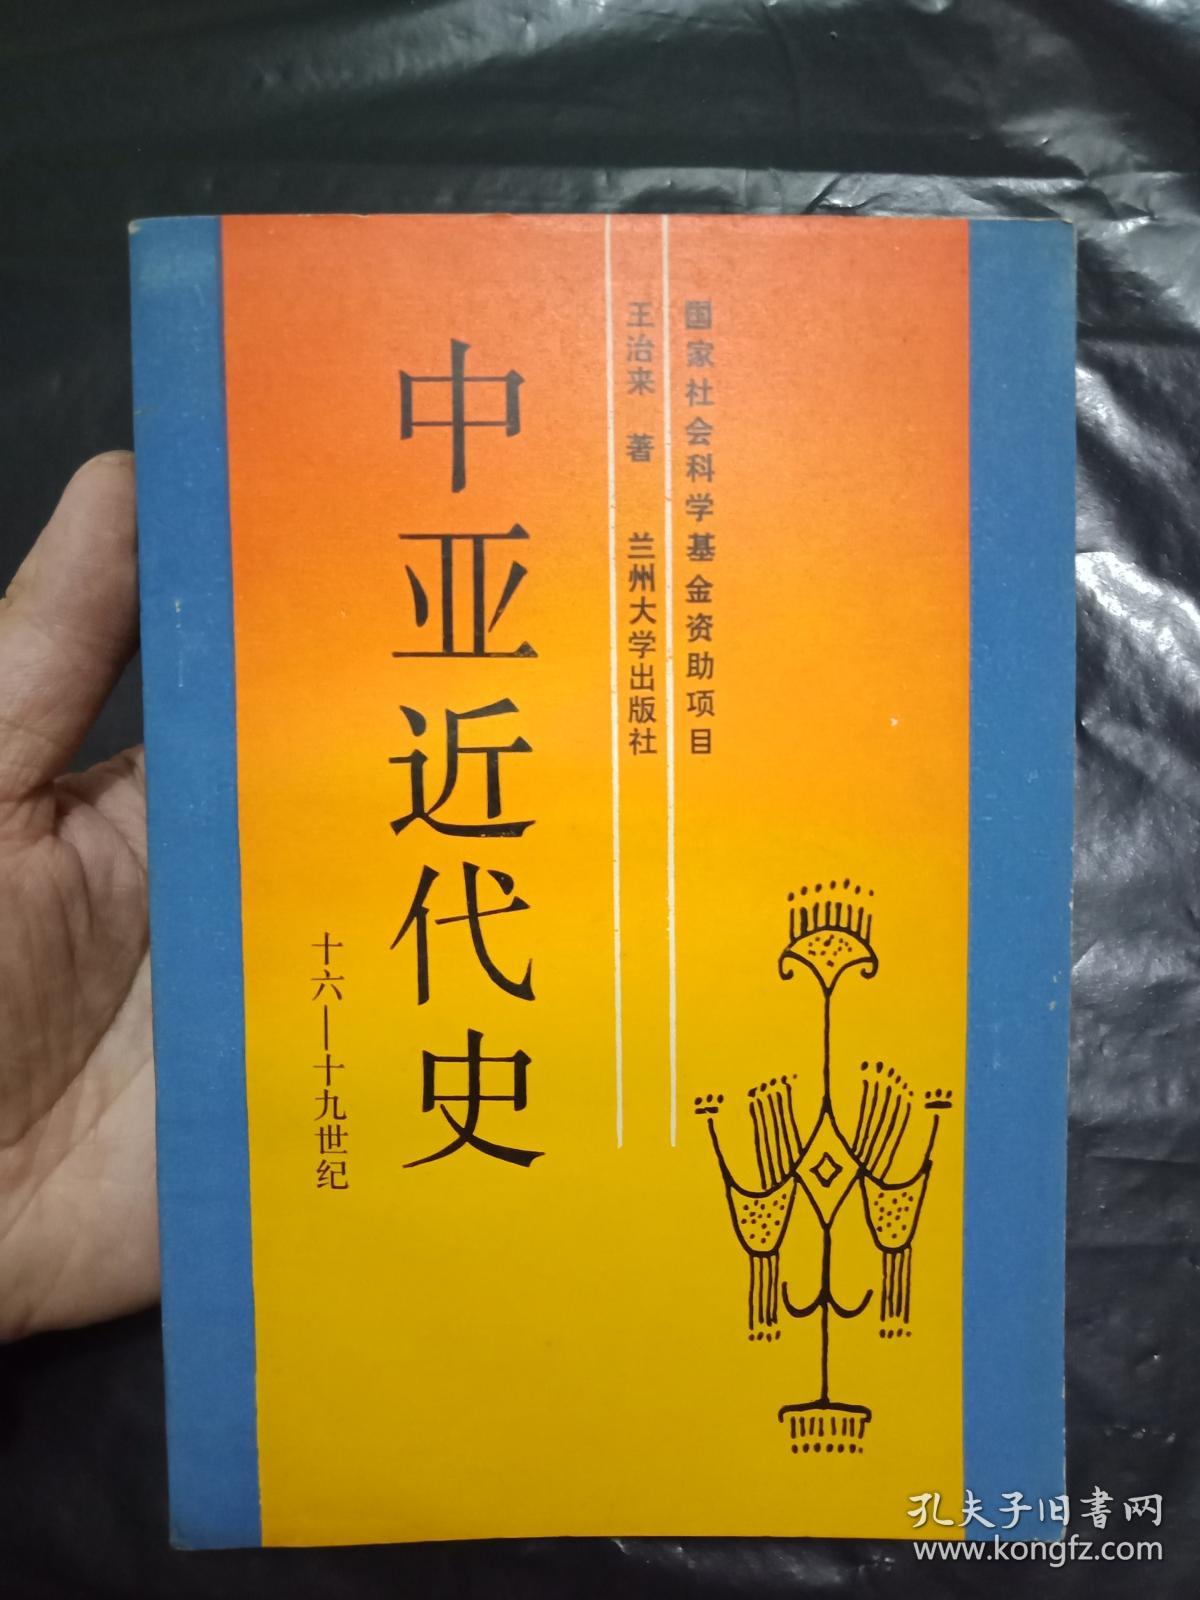 国家社会科学基金资助项目
王治来 著 兰州大学出版社
中亚近代史
十六—十九世纪
孔夫子旧書网
www.kongfz.com